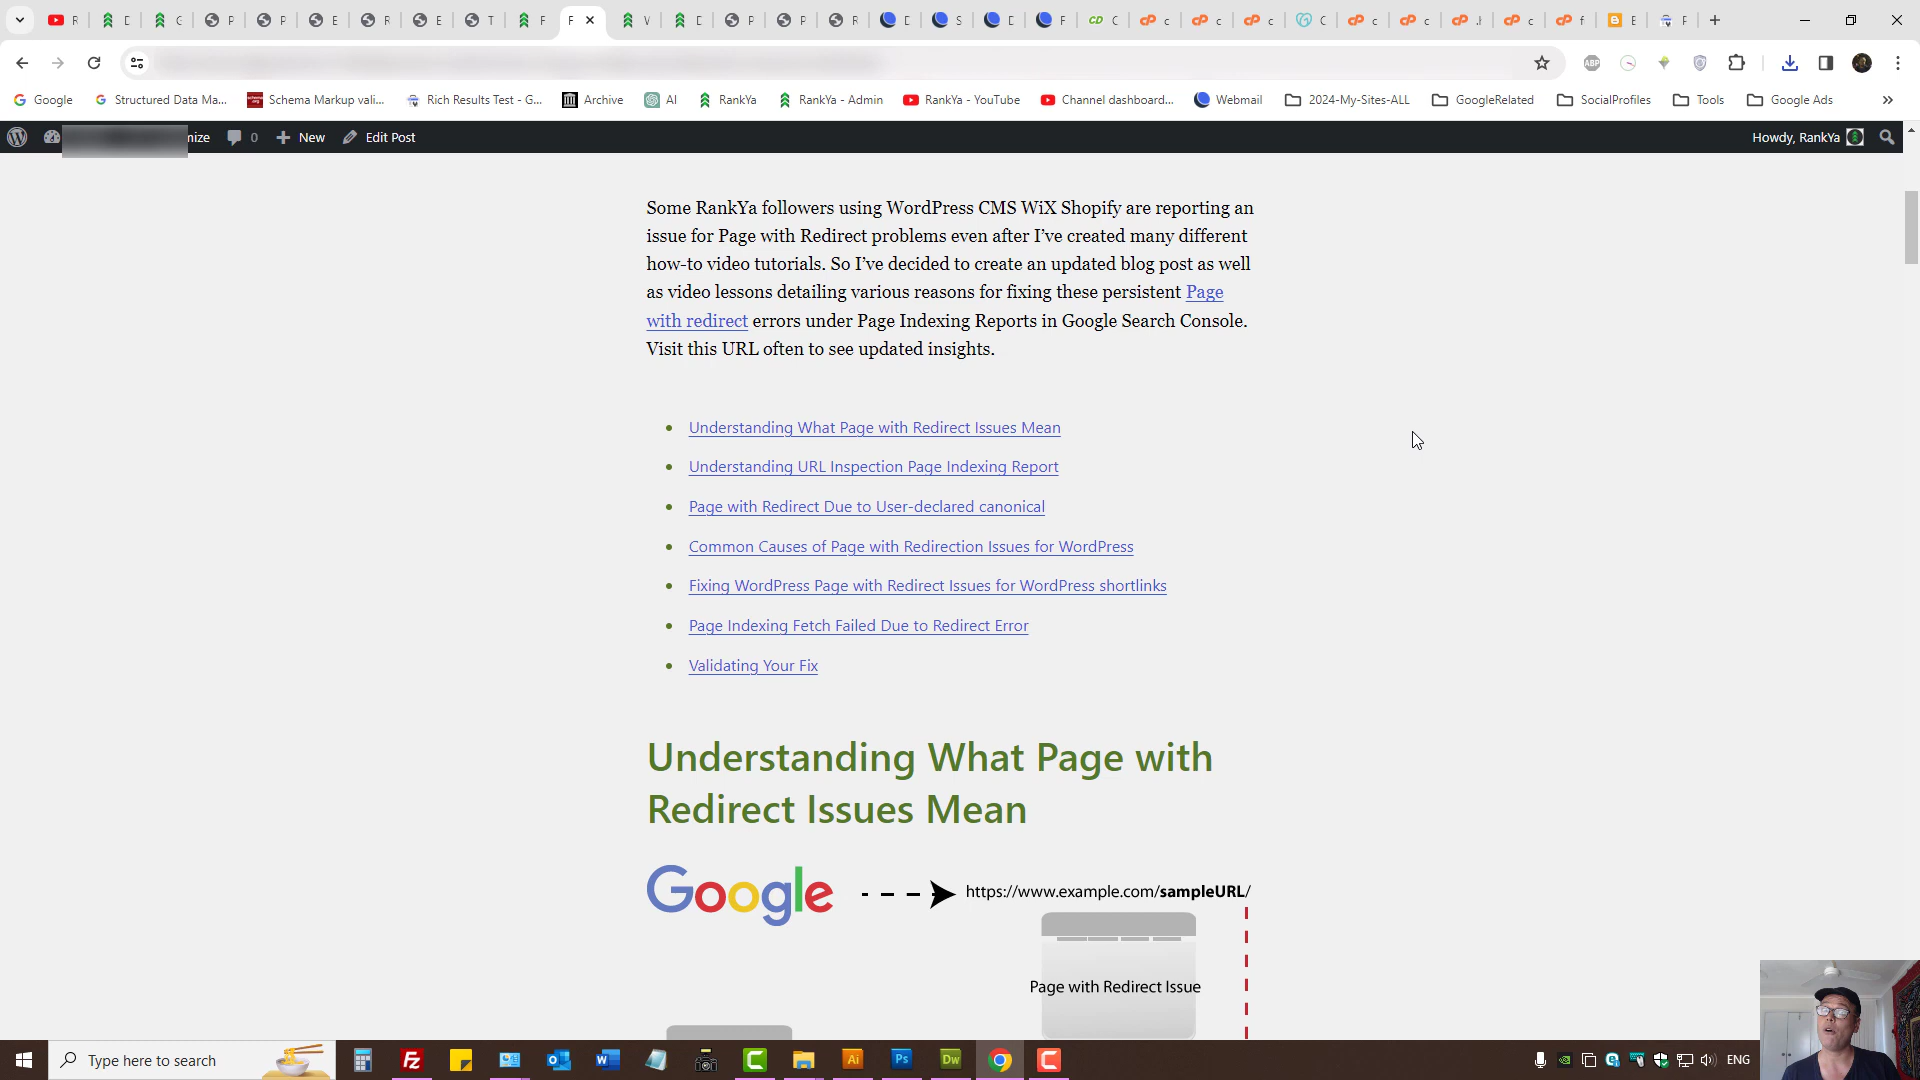 Google
Structured Data Ma...
Schema Markup vali...
Rich Results Test - G...
Archive
AI
RankYa
RankYa - Admin
RankYa - YouTube
Channel dashboard...
Webmail
2024-My-Sites-ALL
GoogleRelated
SocialProfiles
Tools
Google Ads
mize
0
New
Edit Post
Howdy, RankYa
Some RankYa followers using WordPress CMS WiX Shopify are reporting an
issue for Page with Redirect problems even after I've created many different
how-to video tutorials. So I've decided to create an updated blog post as well
as video lessons detailing various reasons for fixing these persistent Page
with redirect errors under Page Indexing Reports in Google Search Console.
Visit this URL often to see updated insights.
Understanding What Page with Redirect Issues Mean
Understanding URL Inspection Page Indexing Report
Page with Redirect Due to User-declared canonical
Common Causes of Page with Redirection Issues for WordPress
Fixing WordPress Page with Redirect Issues for WordPress shortlinks
Page Indexing Fetch Failed Due to Redirect Error
Validating Your Fix
Understanding What Page with
Redirect Issues Mean
Google
https://www.example.com/sampleURL/
Page with Redirect Issue
Type here to search
ENG